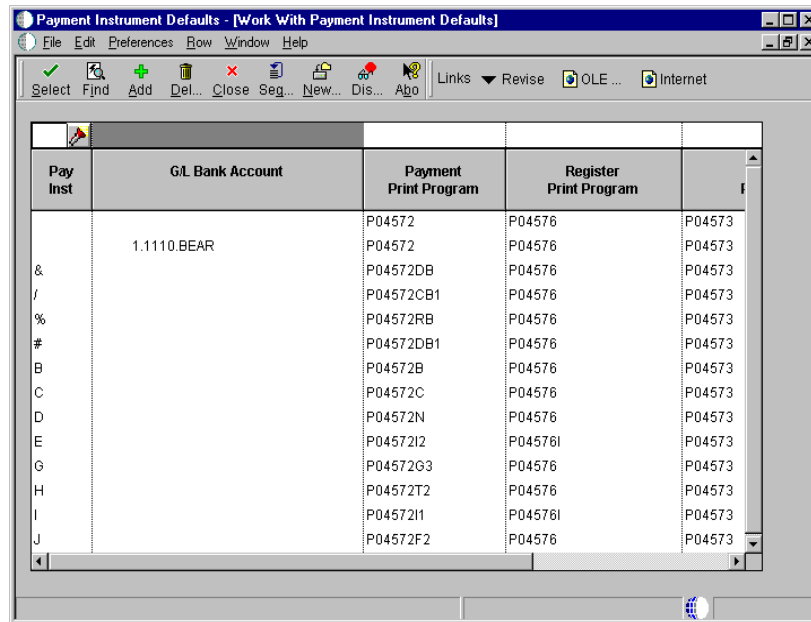 Payment Instrument Defaults - [Work With Payment Instrument Defaults]
File Edit Preferences Row Window Help
Select Find Add Del... Close Seq... New... Dis... Abo Links Revise OLE ... Internet
Pay Inst G/L Bank Account Payment Print Program Register Print Program
P04572 P04576 P04573
1.1110.BEAR P04572 P04576 P04573
& P04572DB P04576 P04573
/ P04572CB1 P04576 P04573
% P04572RB P04576 P04573
# P04572DB1 P04576 P04573
B P04572B P04576 P04573
C P04572C P04576 P04573
D P04572N P04576 P04573
E P04572I2 P04576I P04573
G P04572G3 P04576 P04573
H P04572T2 P04576 P04573
I P04572I1 P04576I P04573
J P04572F2 P04576 P04573